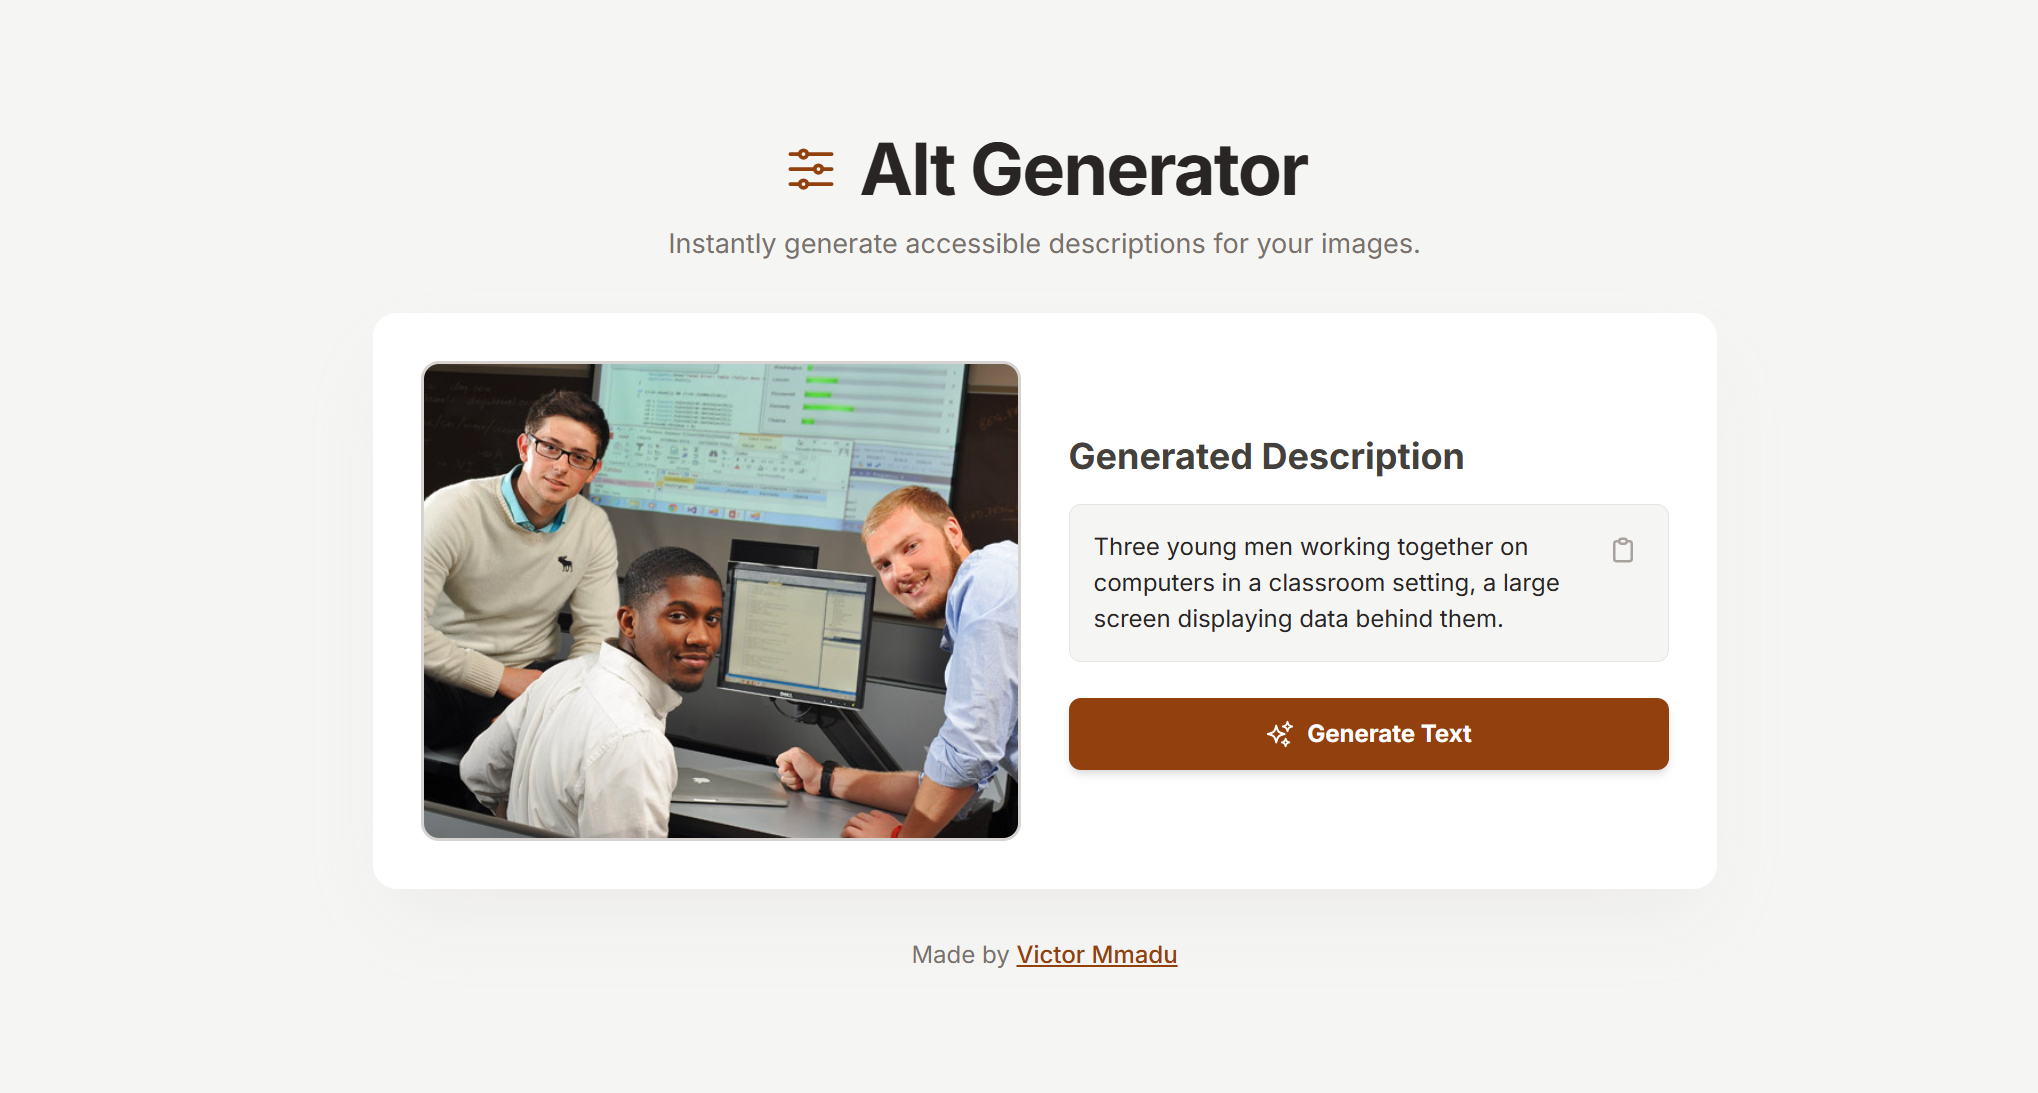 Alt Generator
Instantly generate accessible descriptions for your images.
DELL
Generated Description
Three young men working together on
computers in a classroom setting, a large
screen displaying data behind them.
Generate Text
Made by Victor Mmadu